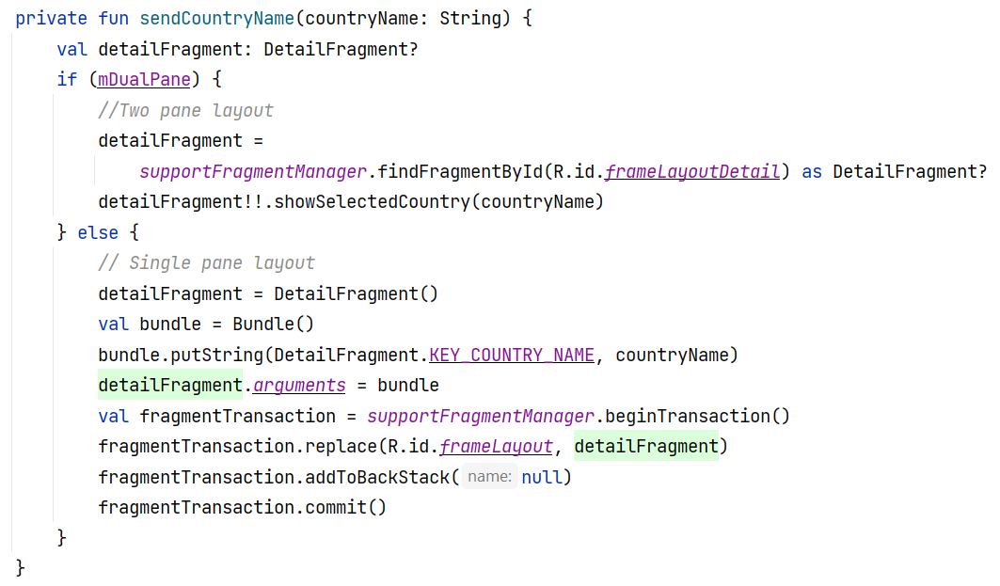 private fun sendCountryName(countryName: String) {
    val detailFragment: DetailFragment?
    if (mDualPane) {
        //Two pane layout
        detailFragment =
            supportFragmentManager.findFragmentById(R.id.frameLayoutDetail) as DetailFragment?
        detailFragment!!.showSelectedCountry(countryName)
    } else {
        // Single pane layout
        detailFragment = DetailFragment()
        val bundle = Bundle()
        bundle.putString(DetailFragment.KEY_COUNTRY_NAME, countryName)
        detailFragment.arguments = bundle
        val fragmentTransaction = supportFragmentManager.beginTransaction()
        fragmentTransaction.replace(R.id.frameLayout, detailFragment)
        fragmentTransaction.addToBackStack( name: null)
        fragmentTransaction.commit()
    }
}